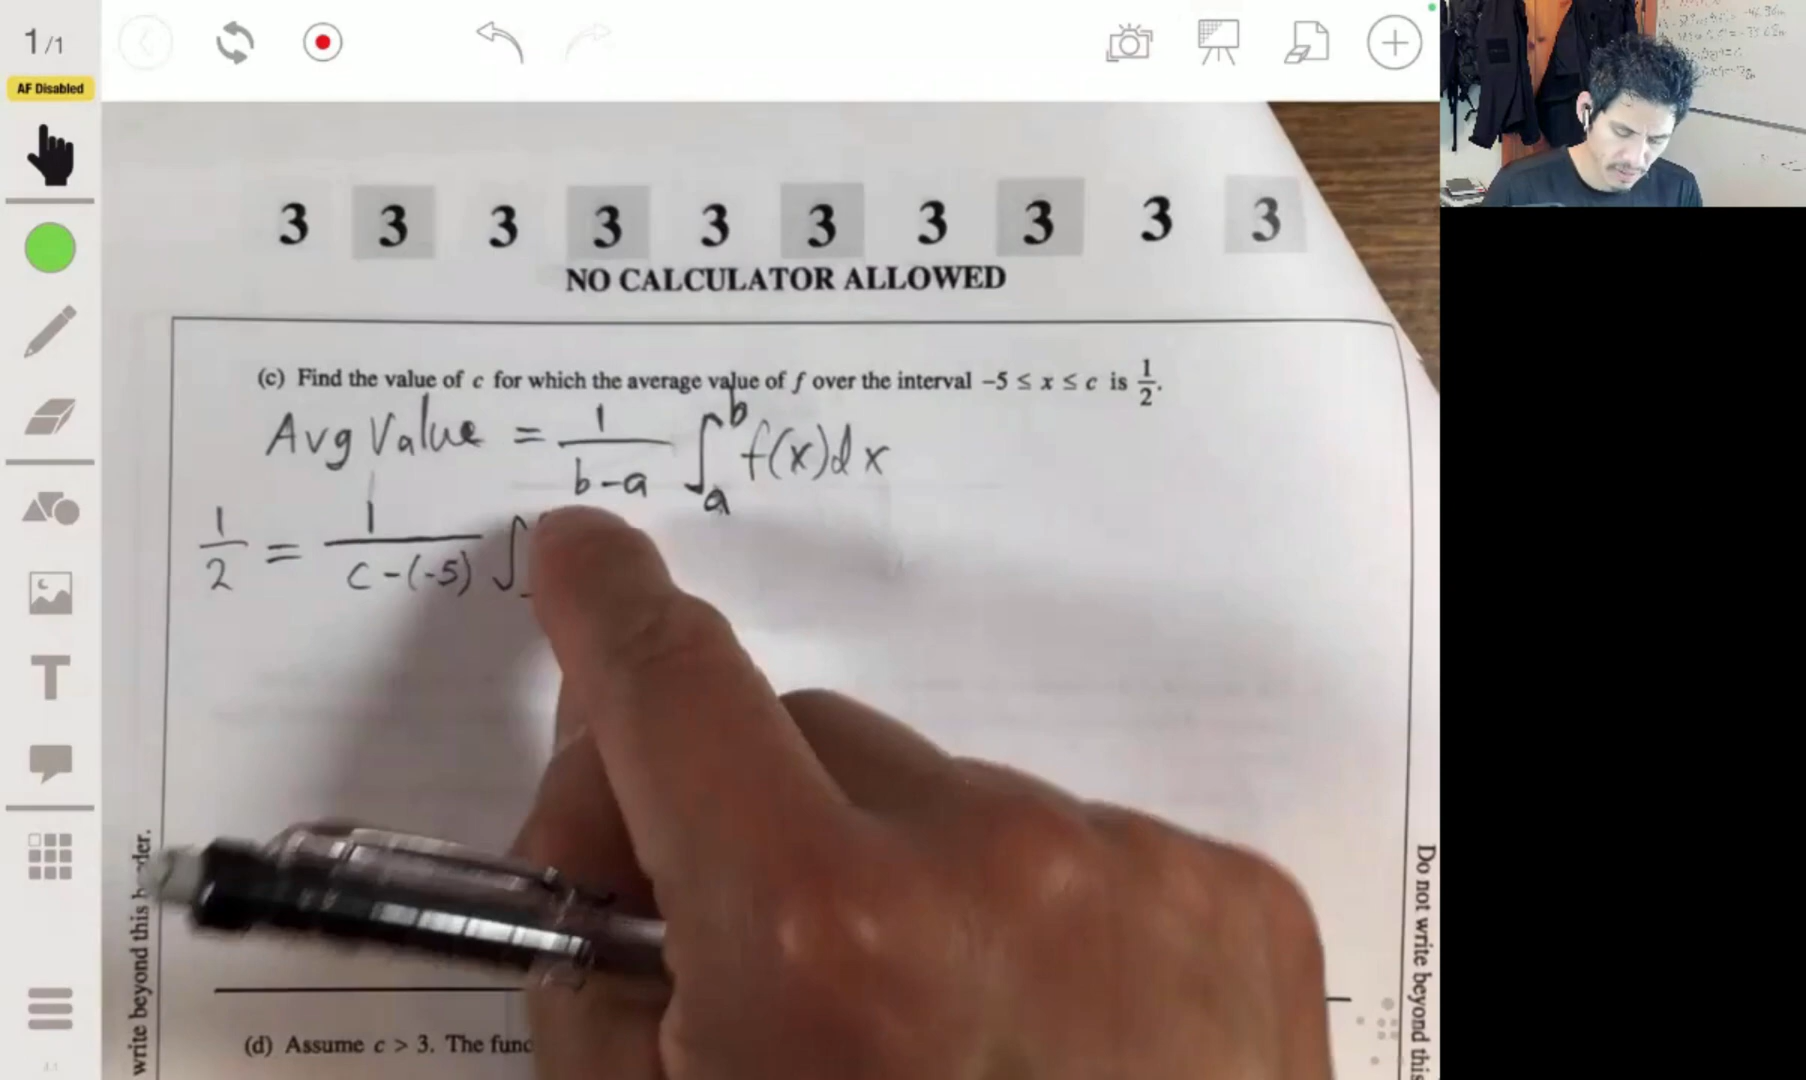 1/1
AF Disabled
3 3 3 3 3 3 3 3 3 3
NO CALCULATOR ALLOWED
(c) Find the value of c for which the average value of f over the interval −5 ≤ x ≤ c is 1/2.
Avg Value = 1/(b-a) ∫_a^b f(x)dx
1/2 = 1/(c-(-5)) ∫
write beyond this
(d) Assume c > 3. The func
Do not write beyond this
T